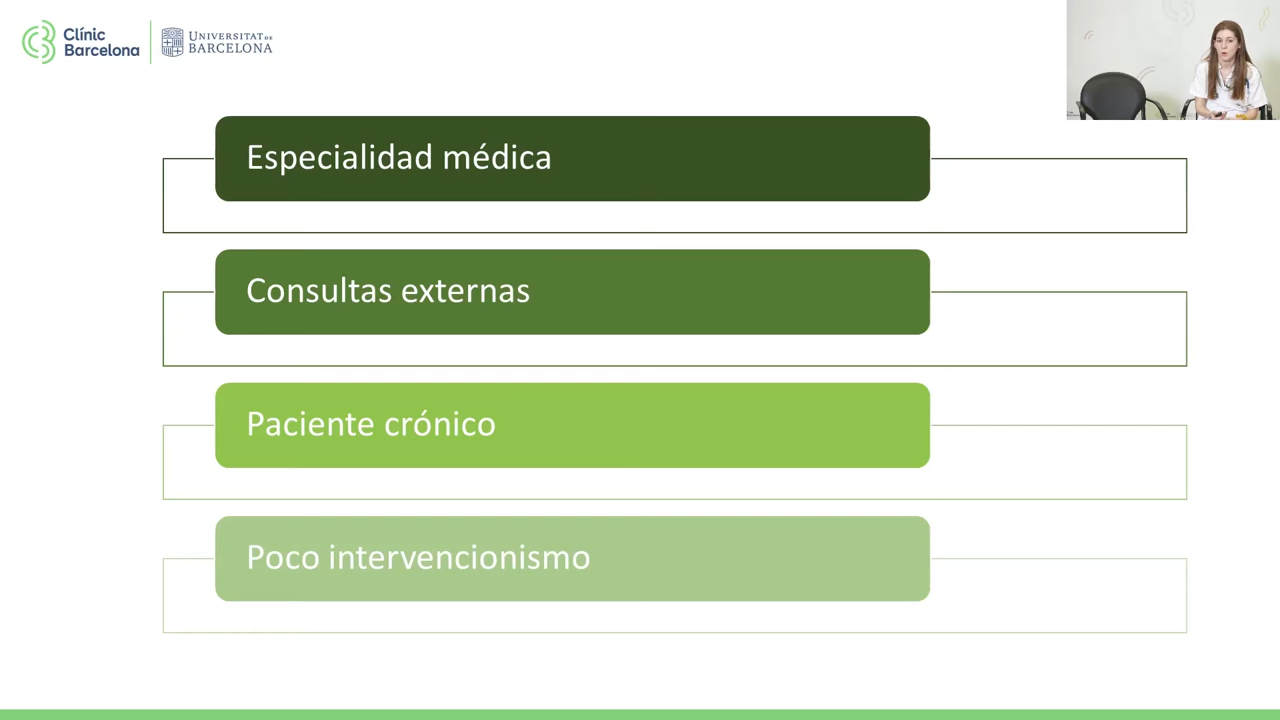 Clínic
Barcelona
UNIVERSITAT DE
BARCELONA
Especialidad médica
Consultas externas
Paciente crónico
Poco intervencionismo